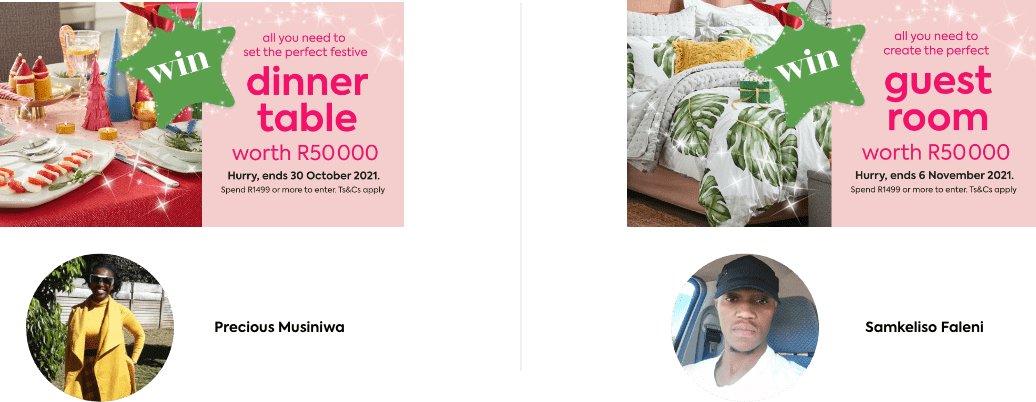 win
all you need to
set the perfect festive
dinner
table
worth R50 000
Hurry, ends 30 October 2021.
Spend R1499 or more to enter. Ts&Cs apply
Precious Musiniwa
win
all you need to
create the perfect
guest
room
worth R50 000
Hurry, ends 6 November 2021.
Spend R1499 or more to enter. Ts&Cs apply
Samkeliso Faleni